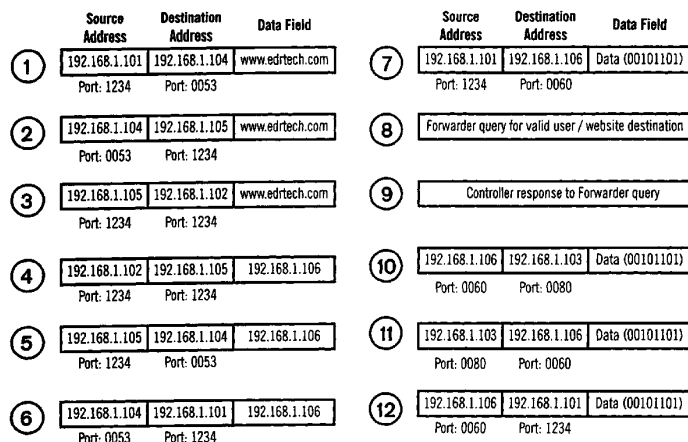 Source Address Destination Address Data Field
1 192.168.1.101 192.168.1.104 www.edrtech.com
Port: 1234 Port: 0053
2 192.168.1.104 192.168.1.105 www.edrtech.com
Port: 0053 Port: 1234
3 192.168.1.105 192.168.1.102 www.edrtech.com
Port: 1234 Port: 1234
4 192.168.1.102 192.168.1.105 192.168.1.106
Port: 1234 Port: 1234
5 192.168.1.105 192.168.1.104 192.168.1.106
Port: 1234 Port: 0053
6 192.168.1.104 192.168.1.101 192.168.1.106
Port: 0053 Port: 1234
Source Address Destination Address Data Field
7 192.168.1.101 192.168.1.106 Data (00101101)
Port: 1234 Port: 0060
8 Forwarder query for valid user / website destination
9 Controller response to Forwarder query
10 192.168.1.106 192.168.1.103 Data (00101101)
Port: 0060 Port: 0080
11 192.168.1.103 192.168.1.106 Data (00101101)
Port: 0080 Port: 0060
12 192.168.1.106 192.168.1.101 Data (00101101)
Port: 0060 Port: 1234